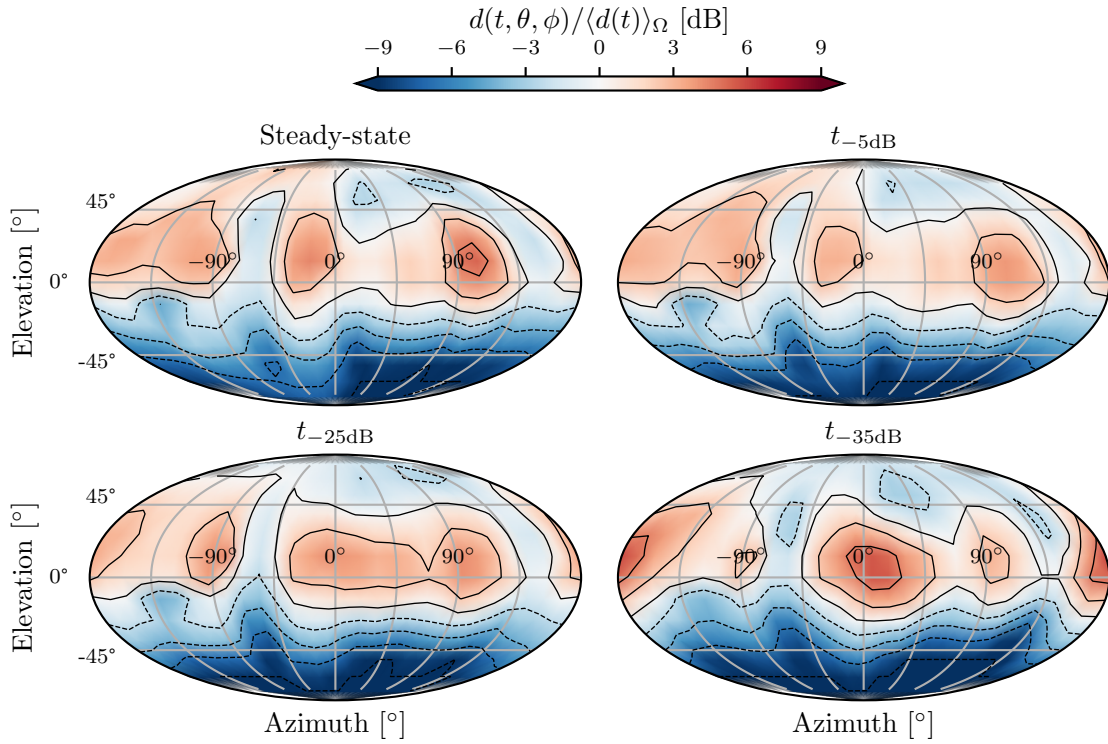 d(t, θ, ϕ)/⟨d(t)⟩Ω [dB]
−9 −6 −3 0 3 6 9
Steady-state
t−5dB
Elevation [°]
45°
0°
-45°
−90° 0° 90°
−90° 0° 90°
t−25dB
t−35dB
Elevation [°]
45°
0°
-45°
−90° 0° 90°
−90° 0° 90°
Azimuth [°]
Azimuth [°]